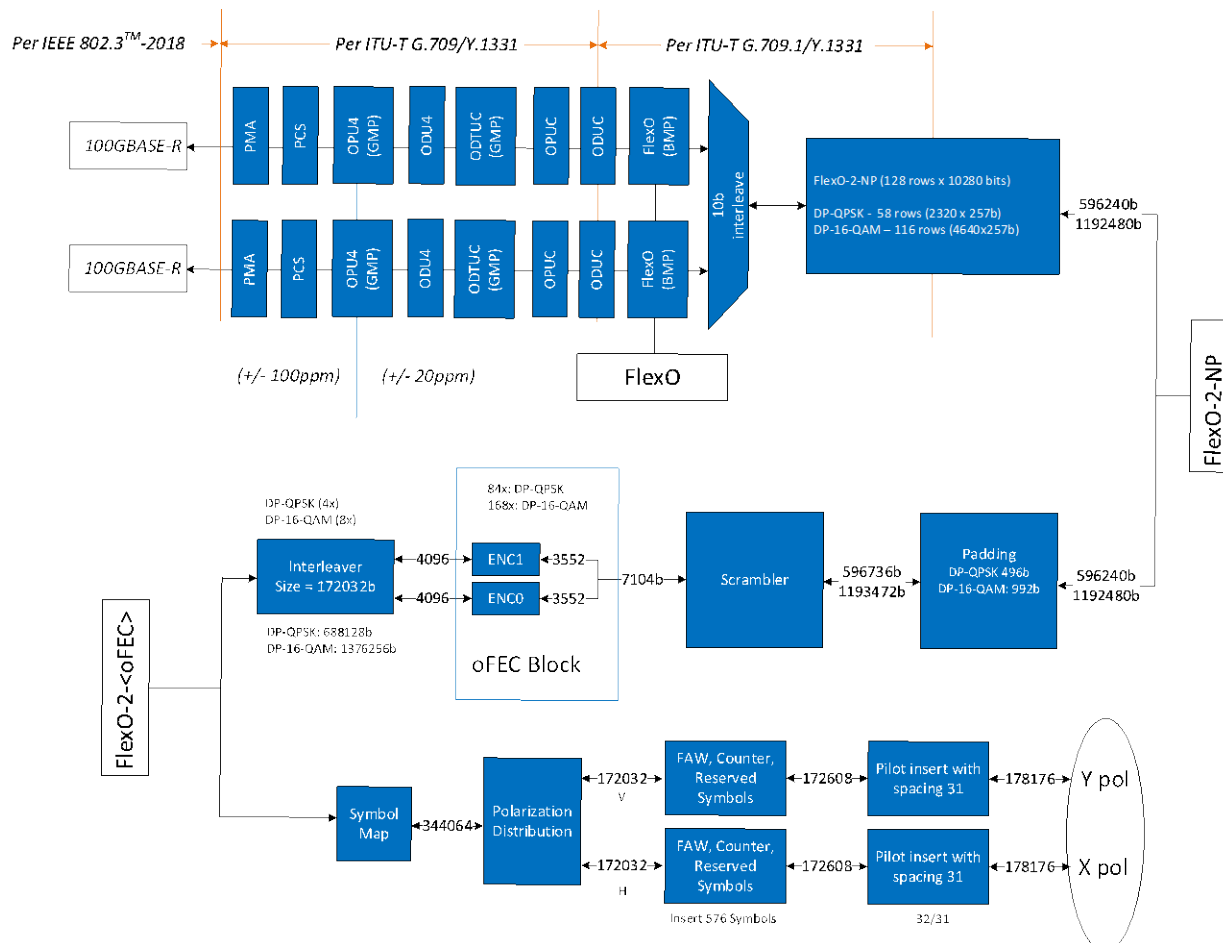 Per IEEE 802.3™-2018
Per ITU-T G.709/Y.1331
Per ITU-T G.709.1/Y.1331
100GBASE-R
PMA
PCS
OPU4
(GMP)
ODU4
ODTUC
(GMP)
OPUC
ODUC
FlexO
(BMP)
10b
interleave
FlexO-2-NP (128 rows x 10280 bits)
DP-QPSK - 58 rows (2320 x 257b)
DP-16-QAM – 116 rows (4640x257b)
596240b
1192480b
100GBASE-R
PMA
PCS
OPU4
(GMP)
ODU4
ODTUC
(GMP)
OPUC
ODUC
FlexO
(BMP)
(+/- 100ppm)
(+/- 20ppm)
FlexO
FlexO-2-NP
DP-QPSK (4x)
DP-16-QAM (8x)
Interleaver
Size = 172032b
DP-QPSK: 688128b
DP-16-QAM: 1376256b
4096
4096
84x: DP-QPSK
168x: DP-16-QAM
ENC1
ENC0
3552
3552
oFEC Block
7104b
Scrambler
596736b
1193472b
Padding
DP-QPSK 496b
DP-16-QAM: 992b
596240b
1192480b
FlexO-2-<oFEC>
Symbol
Map
344064
Polarization
Distribution
172032
V
FAW, Counter,
Reserved
Symbols
172608
Pilot insert with
spacing 31
178176
Y pol
172032
H
FAW, Counter,
Reserved
Symbols
172608
Pilot insert with
spacing 31
178176
X pol
Insert 576 Symbols
32/31